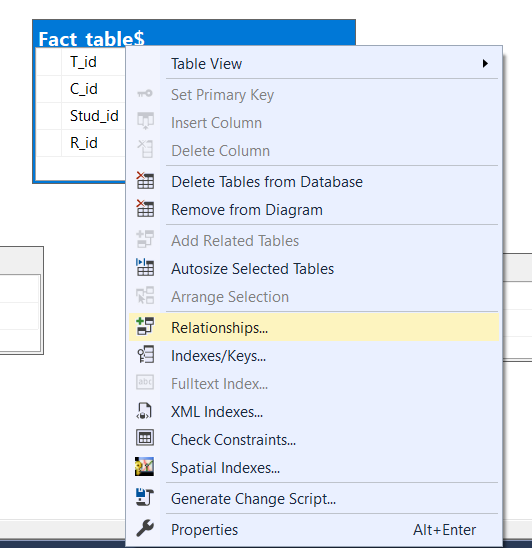 Fact_table$
T_id
C_id
Stud_id
R_id
Table View
Set Primary Key
Insert Column
Delete Column
Delete Tables from Database
Remove from Diagram
Add Related Tables
Autosize Selected Tables
Arrange Selection
Relationships...
Indexes/Keys...
abc
Fulltext Index...
XML Indexes...
Check Constraints...
Spatial Indexes...
Generate Change Script...
Properties Alt+Enter